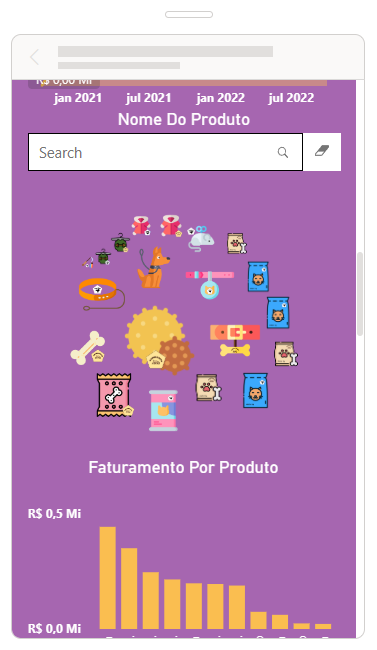 R$ 0,00 Mi
jan 2021 jul 2021 jan 2022 jul 2022
Nome Do Produto
Search
Faturamento Por Produto
R$ 0,5 Mi
R$ 0,0 Mi